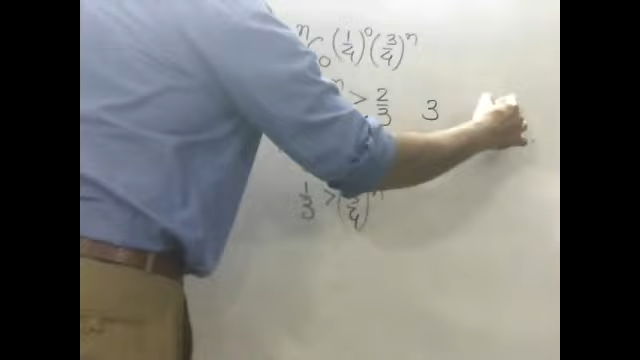 ⁿC₀ (1/4)⁰ (3/4)ⁿ
n > 2/3 3
1/3 > (3/4)ⁿ